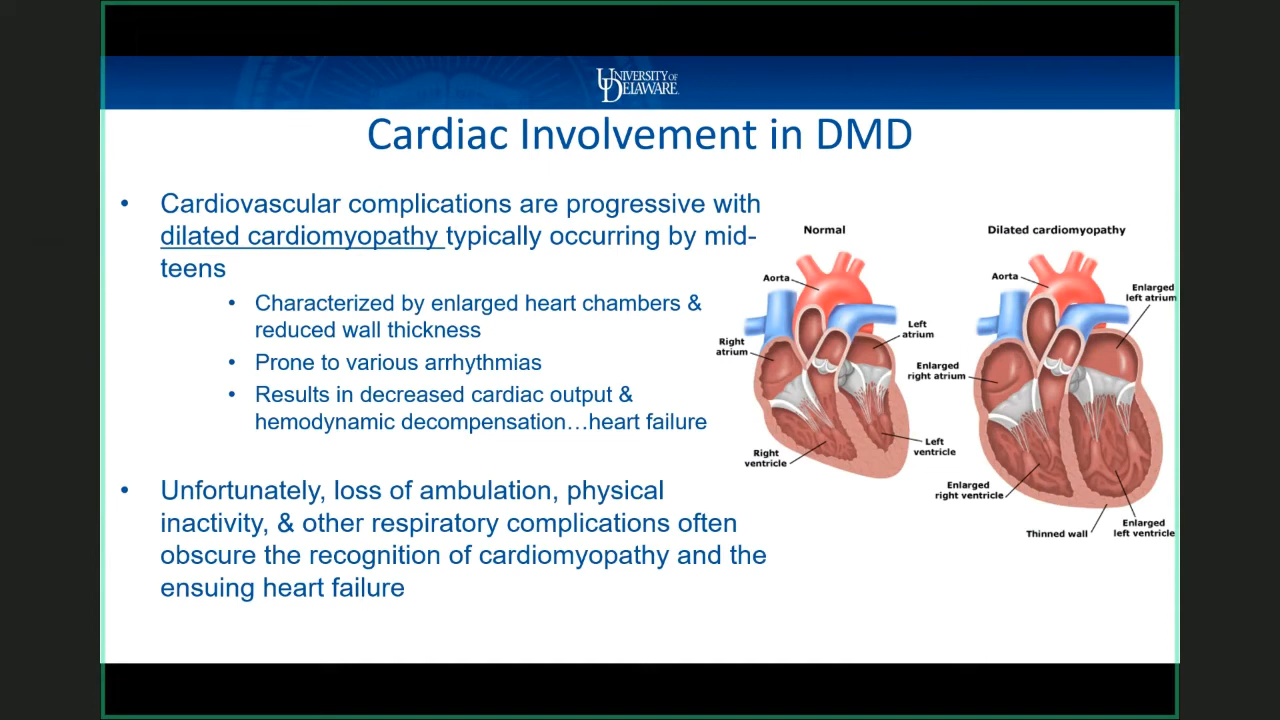 UNIVERSITY OF
DELAWARE
Cardiac Involvement in DMD
• Cardiovascular complications are progressive with
dilated cardiomyopathy typically occurring by mid-
teens
• Characterized by enlarged heart chambers &
reduced wall thickness
• Prone to various arrhythmias
• Results in decreased cardiac output &
hemodynamic decompensation…heart failure
• Unfortunately, loss of ambulation, physical
inactivity, & other respiratory complications often
obscure the recognition of cardiomyopathy and the
ensuing heart failure
Normal
Aorta
Left
atrium
Right
atrium
Left
ventricle
Right
ventricle
Dilated cardiomyopathy
Aorta
Enlarged
left atrium
Enlarged
right atrium
Enlarged
right ventricle
Thinned wall
Enlarged
left ventricle